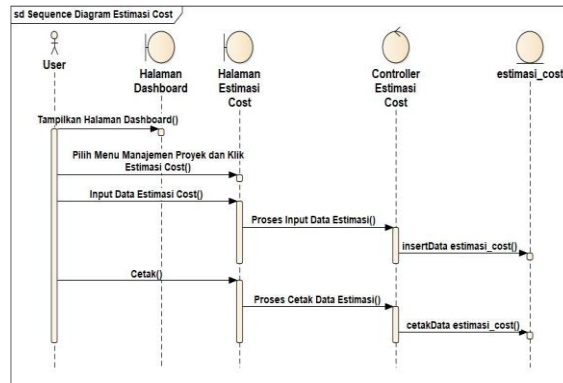 sd Sequence Diagram Estimasi Cost
User
Halaman
Dashboard
Halaman
Estimasi
Cost
Controller
Estimasi
Cost
estimasi_cost
Tampilkan Halaman Dashboard()
Pilih Menu Manajemen Proyek dan Klik
Estimasi Cost()
Input Data Estimasi Cost()
Proses Input Data Estimasi()
insertData estimasi_cost()
Cetak()
Proses Cetak Data Estimasi()
cetakData estimasi_cost()